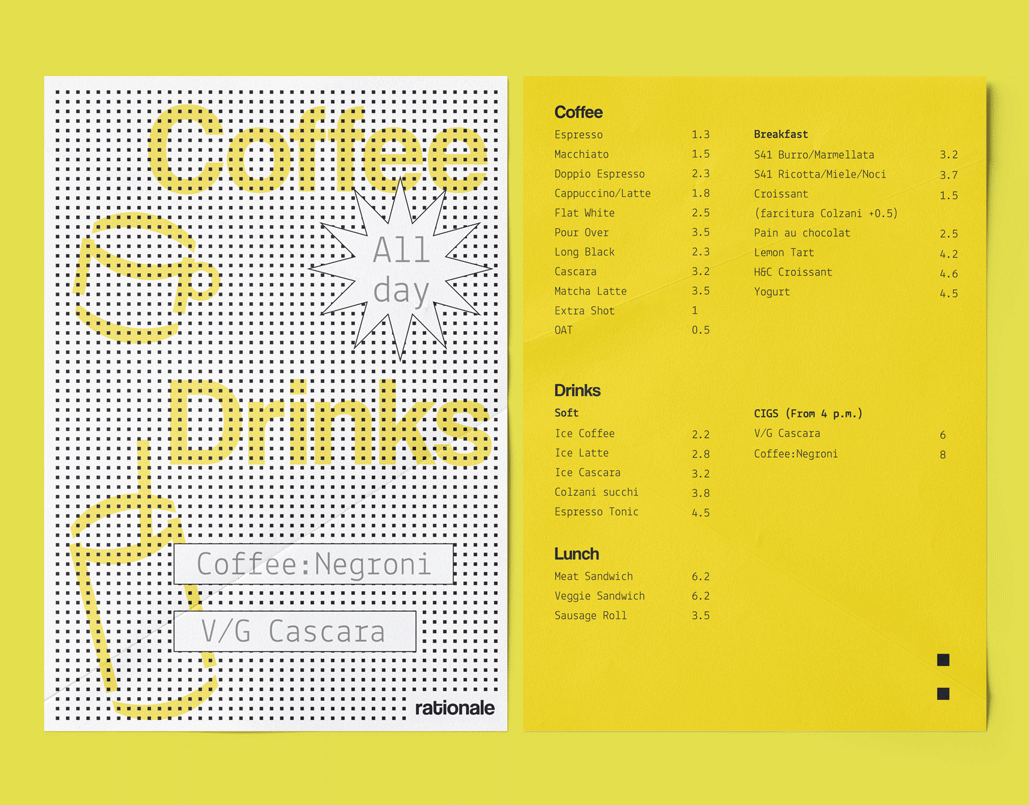 Coffee
All
day
Drinks
Coffee:Negroni
V/G Cascara
rationale
Coffee
Espresso 1.3
Macchiato 1.5
Doppio Espresso 2.3
Cappuccino/Latte 1.8
Flat White 2.5
Pour Over 3.5
Long Black 2.3
Cascara 3.2
Matcha Latte 3.5
Extra Shot 1
OAT 0.5
Breakfast
S41 Burro/Marmellata 3.2
S41 Ricotta/Miele/Noci 3.7
Croissant 1.5
(farcitura Colzani +0.5)
Pain au chocolat 2.5
Lemon Tart 4.2
H&C Croissant 4.6
Yogurt 4.5
Drinks
Soft
Ice Coffee 2.2
Ice Latte 2.8
Ice Cascara 3.2
Colzani succhi 3.8
Espresso Tonic 4.5
CIGS (From 4 p.m.)
V/G Cascara 6
Coffee:Negroni 8
Lunch
Meat Sandwich 6.2
Veggie Sandwich 6.2
Sausage Roll 3.5